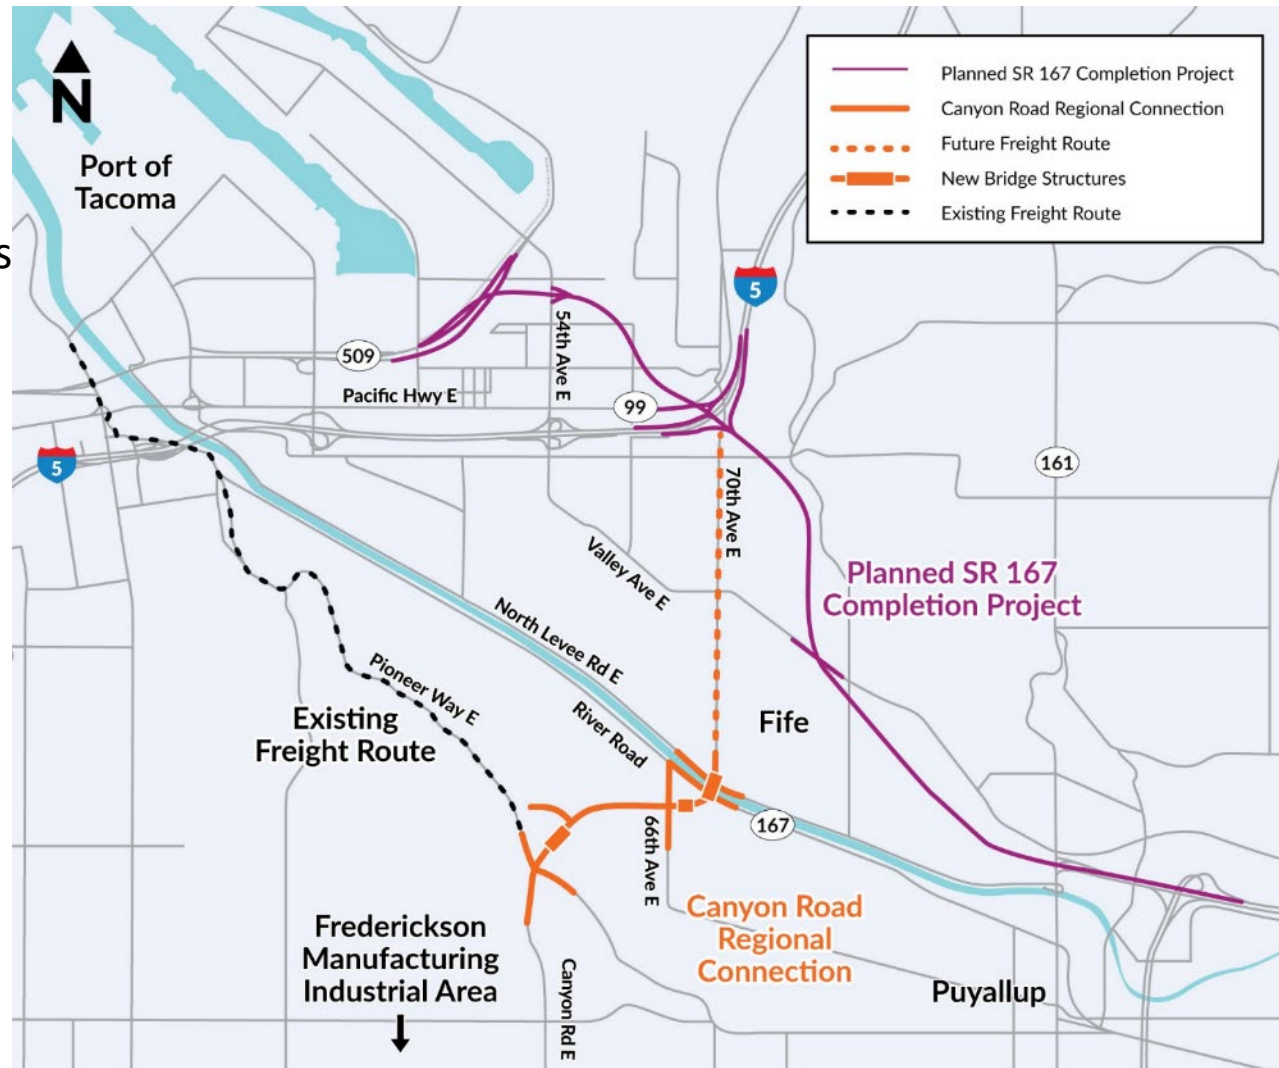 N
Port of
Tacoma
s
Planned SR 167 Completion Project
Canyon Road Regional Connection
Future Freight Route
New Bridge Structures
Existing Freight Route
5
509
54th Ave E
Pacific Hwy E
99
5
161
70th Ave E
Valley Ave E
Planned SR 167
Completion Project
North Levee Rd E
Pioneer Way E
River Road
Existing
Freight Route
Fife
167
66th Ave E
Canyon Road
Regional
Connection
Frederickson
Manufacturing
Industrial Area
Canyon Rd E
Puyallup